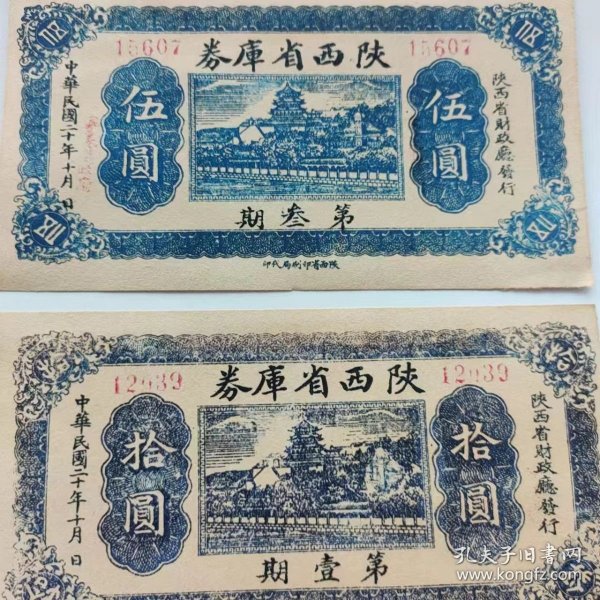 陝西省庫券
15607
15607
伍圓
伍圓
陝西省財政廳發行
中華民國二十年十月 日
第叁期
陝西省印刷局代印
陝西省庫券
12939
12939
拾圓
拾圓
陝西省財政廳發行
中華民國二十年十月 日
第壹期
孔夫子旧书网
www.kongfz.com